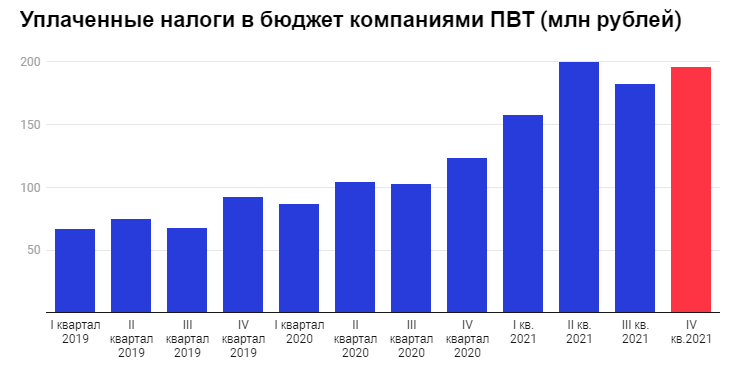 Уплаченные налоги в бюджет компаниями ПВТ (млн рублей)
200
150
100
50
I квартал
2019
II
квартал
2019
III
квартал
2019
IV
квартал
2019
I квартал
2020
II
квартал
2020
III
квартал
2020
IV
квартал
2020
I кв.
2021
II кв.
2021
III кв.
2021
IV
кв.2021